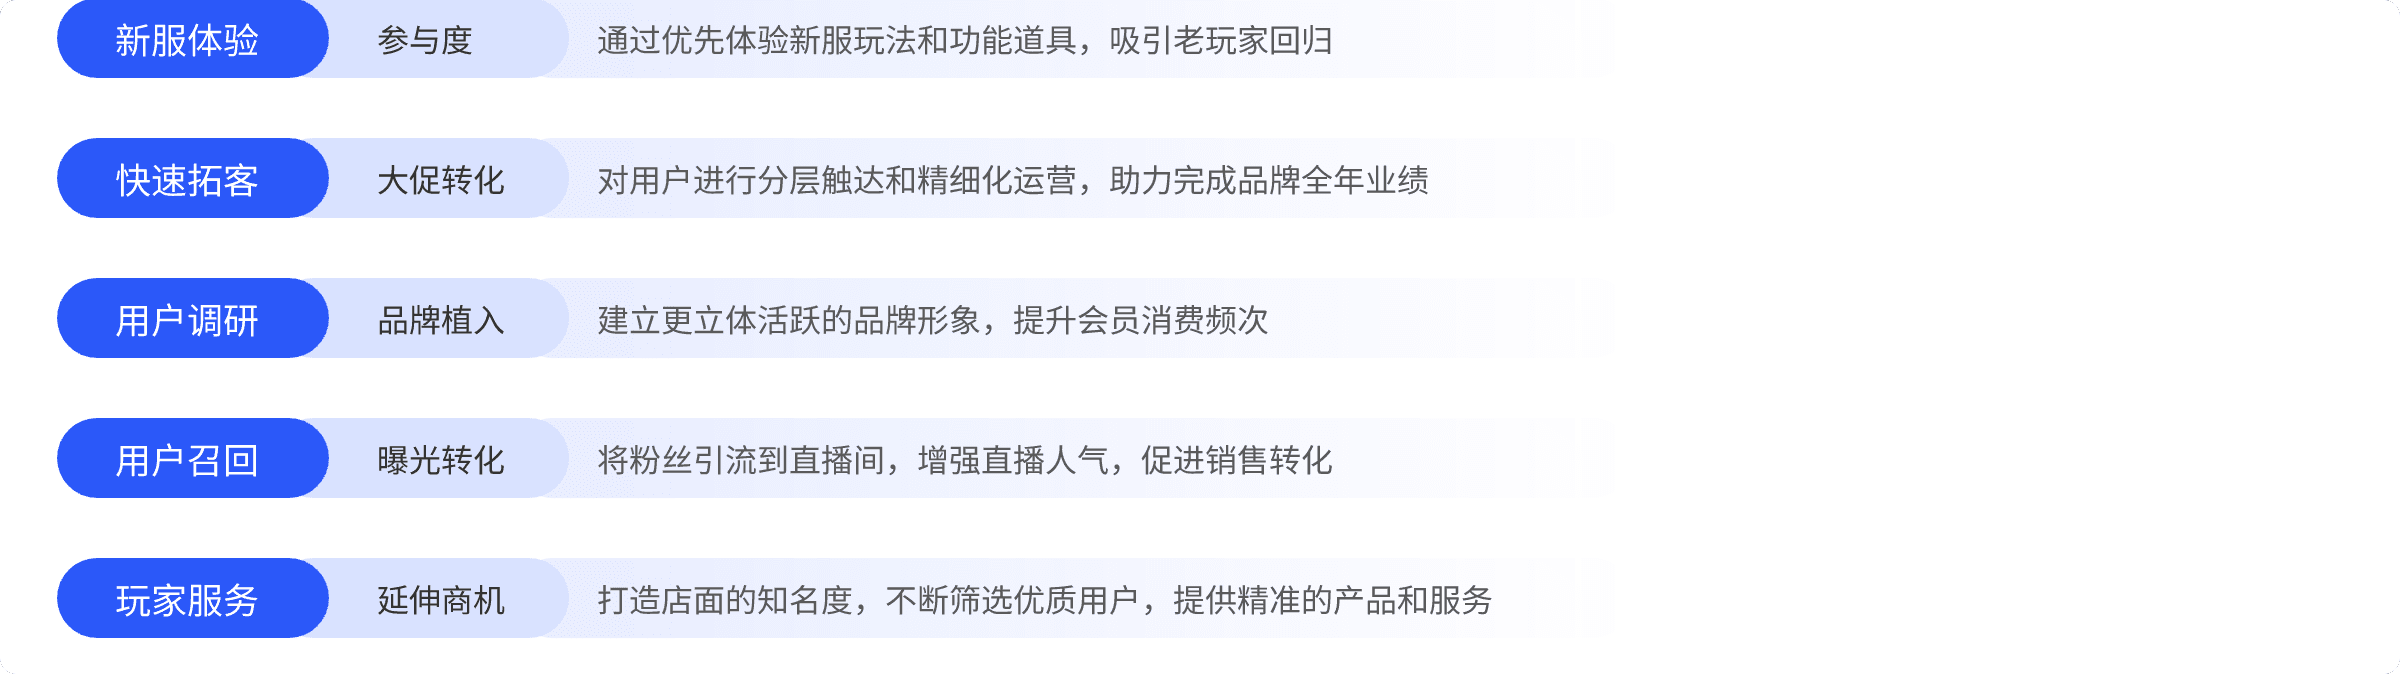 新服体验 参与度 通过优先体验新服玩法和功能道具，吸引老玩家回归
快速拓客 大促转化 对用户进行分层触达和精细化运营，助力完成品牌全年业绩
用户调研 品牌植入 建立更立体活跃的品牌形象，提升会员消费频次
用户召回 曝光转化 将粉丝引流到直播间，增强直播人气，促进销售转化
玩家服务 延伸商机 打造店面的知名度，不断筛选优质用户，提供精准的产品和服务